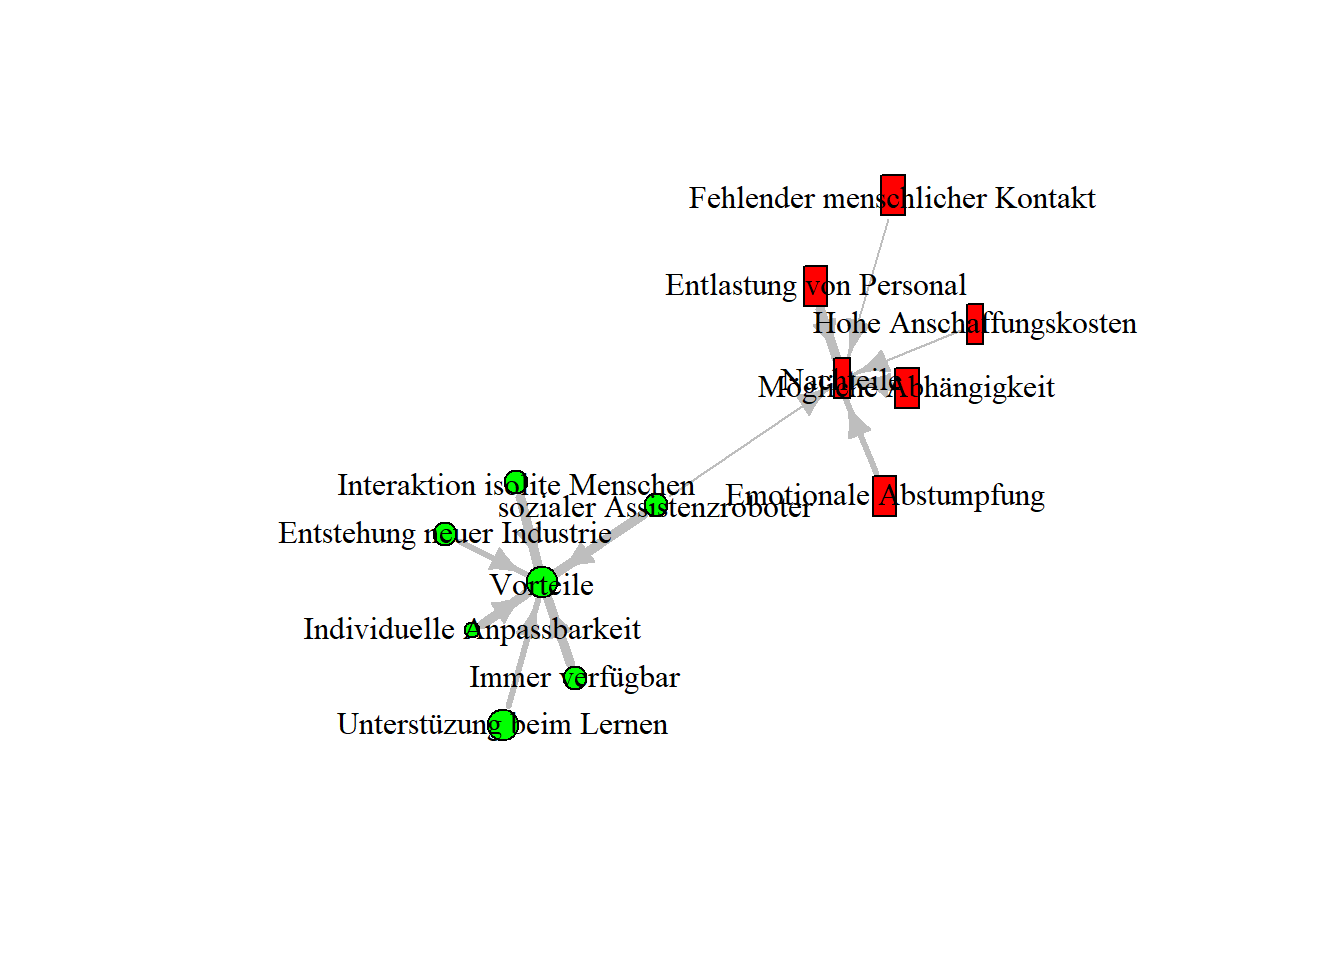 Fehlender menschlicher Kontakt
Entlastung von Personal
Hohe Anschaffungskosten
Nachteile
Mögliche Abhängigkeit
Interaktion isolite Menschen
Emotionale Abstumpfung
sozialer Assistenzroboter
Entstehung neuer Industrie
Vorteile
Individuelle Anpassbarkeit
Immer verfügbar
Unterstüzung beim Lernen